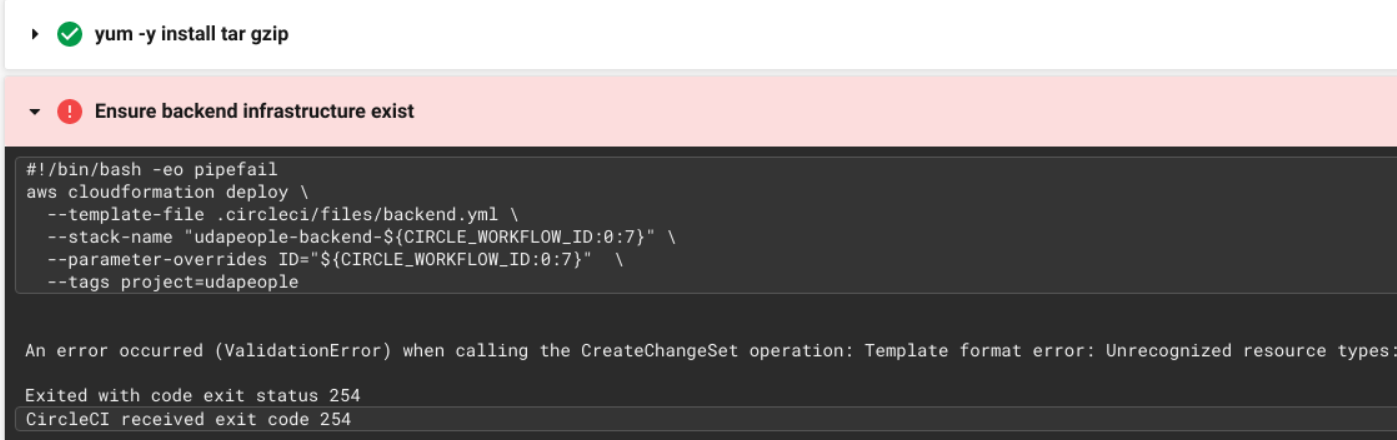 yum -y install tar gzip
Ensure backend infrastructure exist
#!/bin/bash -eo pipefail
aws cloudformation deploy \
  --template-file .circleci/files/backend.yml \
  --stack-name "udapeople-backend-${CIRCLE_WORKFLOW_ID:0:7}" \
  --parameter-overrides ID="${CIRCLE_WORKFLOW_ID:0:7}"  \
  --tags project=udapeople
An error occurred (ValidationError) when calling the CreateChangeSet operation: Template format error: Unrecognized resource types:
Exited with code exit status 254
CircleCI received exit code 254